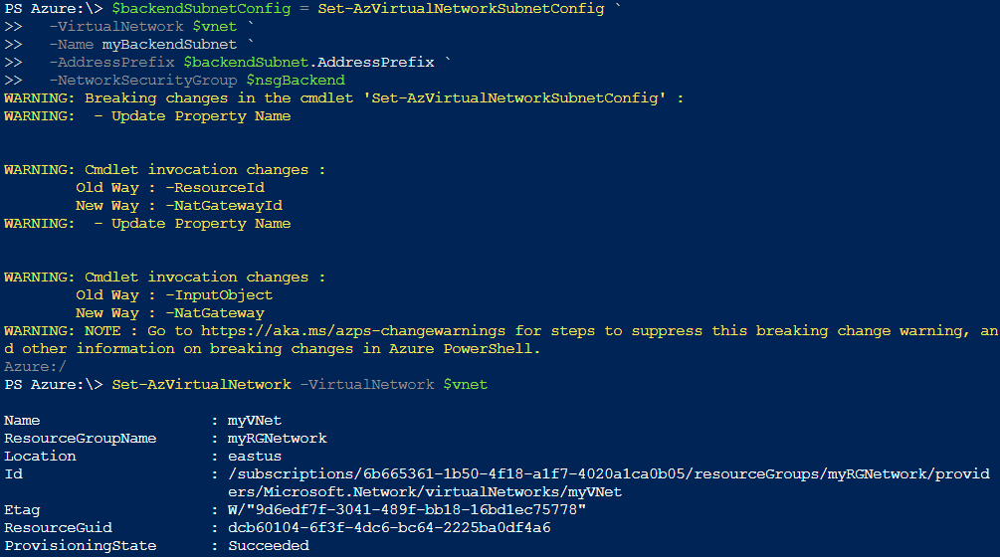 PS Azure:\> $backendSubnetConfig = Set-AzVirtualNetworkSubnetConfig `
>>   -VirtualNetwork $vnet `
>>   -Name myBackendSubnet `
>>   -AddressPrefix $backendSubnet.AddressPrefix `
>>   -NetworkSecurityGroup $nsgBackend
WARNING: Breaking changes in the cmdlet 'Set-AzVirtualNetworkSubnetConfig' :
WARNING:  - Update Property Name
WARNING: Cmdlet invocation changes :
        Old Way : -ResourceId
        New Way : -NatGatewayId
WARNING:  - Update Property Name
WARNING: Cmdlet invocation changes :
        Old Way : -InputObject
        New Way : -NatGateway
WARNING: NOTE : Go to https://aka.ms/azps-changewarnings for steps to suppress this breaking change warning, an
d other information on breaking changes in Azure PowerShell.
Azure:/
PS Azure:\> Set-AzVirtualNetwork -VirtualNetwork $vnet
Name                   : myVNet
ResourceGroupName      : myRGNetwork
Location               : eastus
Id                     : /subscriptions/6b665361-1b50-4f18-a1f7-4020a1ca0b05/resourceGroups/myRGNetwork/provid
                         ers/Microsoft.Network/virtualNetworks/myVNet
Etag                   : W/"9d6edf7f-3041-489f-bb18-16bd1ec75778"
ResourceGuid           : dcb60104-6f3f-4dc6-bc64-2225ba0df4a6
ProvisioningState      : Succeeded